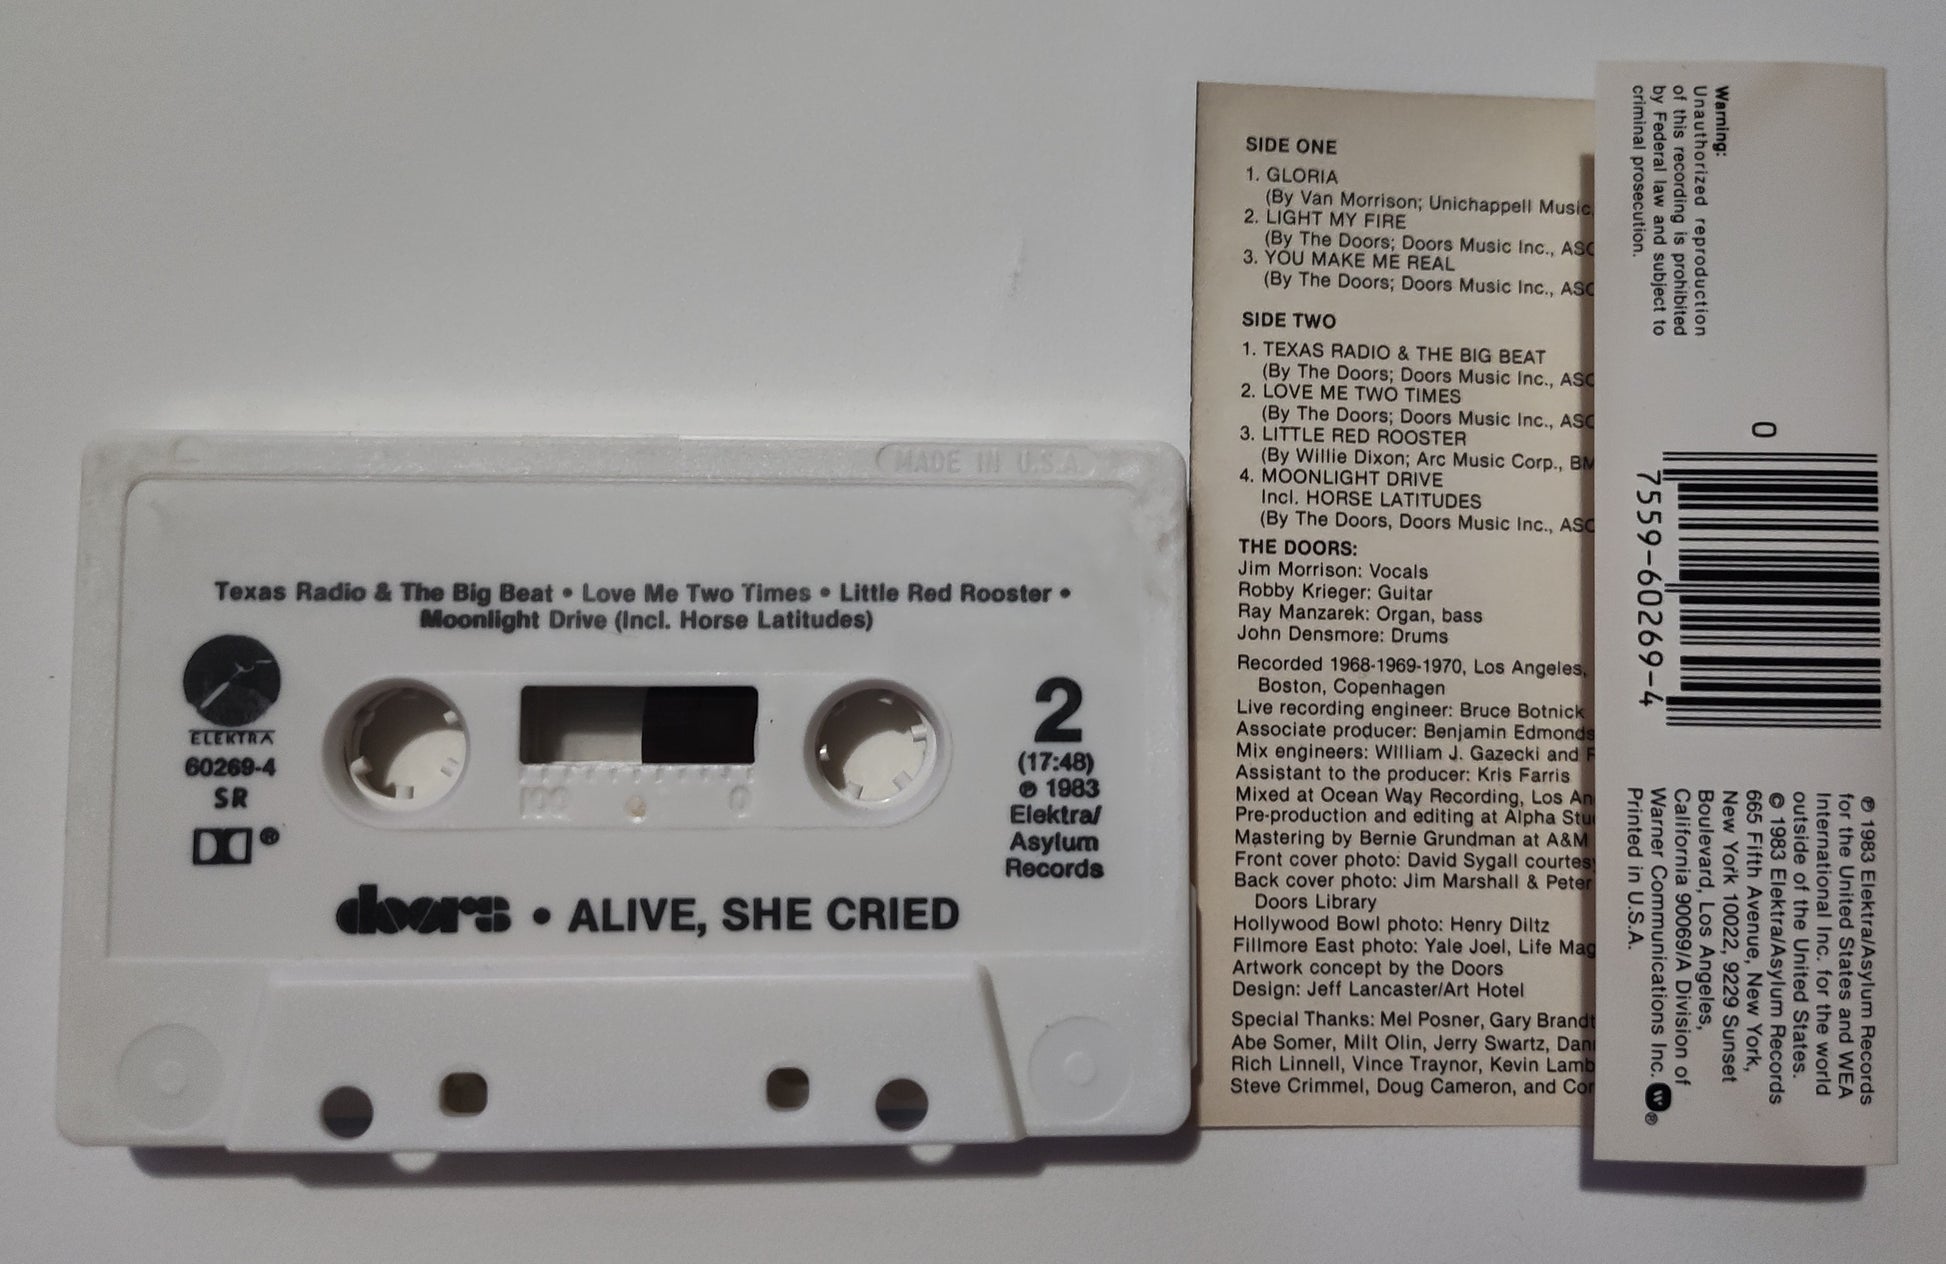 MADE IN U.S.A.
Texas Radio & The Big Beat • Love Me Two Times • Little Red Rooster •
Moonlight Drive (Incl. Horse Latitudes)
ELEKTRA
60269-4
SR
®
100 0
2
(17:48)
℗ 1983
Elektra/
Asylum
Records
doors • ALIVE, SHE CRIED
SIDE ONE
1. GLORIA
(By Van Morrison; Unichappell Music,
2. LIGHT MY FIRE
(By The Doors; Doors Music Inc.,
3. YOU MAKE ME REAL
(By The Doors; Doors Music Inc.,
SIDE TWO
1. TEXAS RADIO & THE BIG BEAT
(By The Doors; Doors Music Inc.,
2. LOVE ME TWO TIMES
(By The Doors; Doors Music Inc.,
3. LITTLE RED ROOSTER
(By Willie Dixon; Arc Music Corp.,
4. MOONLIGHT DRIVE
Incl. HORSE LATITUDES
(By The Doors, Doors Music Inc.,
THE DOORS:
Jim Morrison: Vocals
Robby Krieger: Guitar
Ray Manzarek: Organ, bass
John Densmore: Drums
Recorded 1968-1969-1970, Los Angeles,
Boston, Copenhagen
Live recording engineer: Bruce Botnick
Associate producer: Benjamin Edmonds
Mix engineers: William J. Gazecki and
Assistant to the producer: Kris Farris
Mixed at Ocean Way Recording, Los
Pre-production and editing at Alpha
Mastering by Bernie Grundman at A&M
Front cover photo: David Sygall
Back cover photo: Jim Marshall & Peter
Doors Library
Hollywood Bowl photo: Henry Diltz
Fillmore East photo: Yale Joel, Life
Artwork concept by the Doors
Design: Jeff Lancaster/Art Hotel
Special Thanks: Mel Posner, Gary
Abe Somer, Milt Olin, Jerry Swartz,
Rich Linnell, Vince Traynor, Kevin
Steve Crimmel, Doug Cameron, and
Warning:
Unauthorized reproduction
of this recording is prohibited
by Federal law and subject to
criminal prosecution.
0
7559-60269-4
℗ 1983 Elektra/Asylum Records
for the United States and WEA
International Inc. for the world
outside of the United States.
© 1983 Elektra/Asylum Records
665 Fifth Avenue, New York,
New York 10022, 9229 Sunset
Boulevard, Los Angeles,
California 90069/A Division of
Warner Communications Inc. ®
Printed in U.S.A.